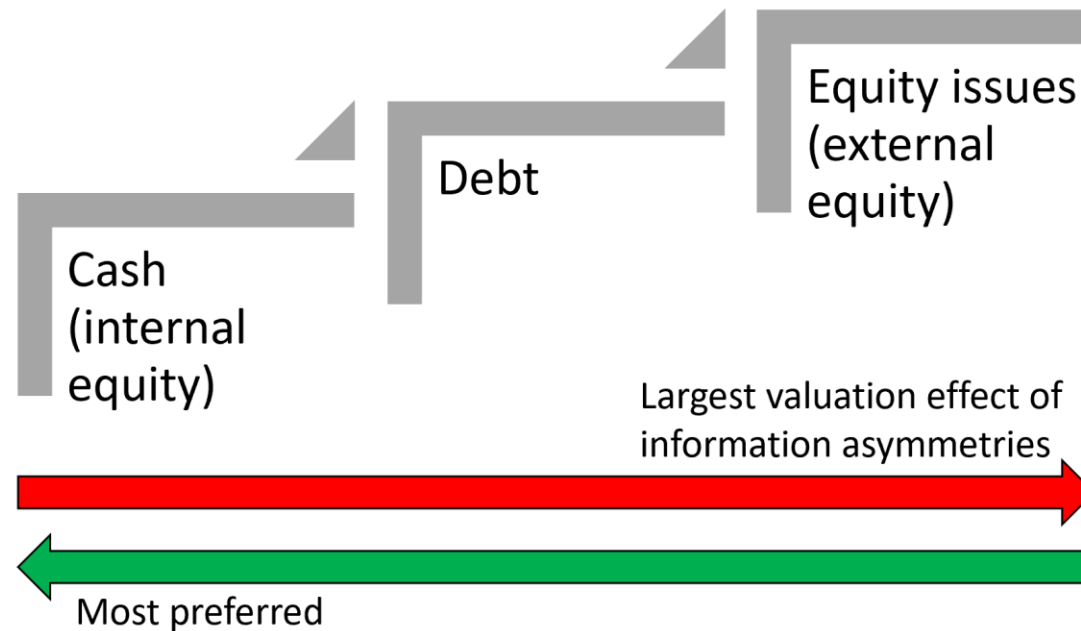 Cash
(internal
equity)
Debt
Equity issues
(external
equity)
Largest valuation effect of
information asymmetries
Most preferred